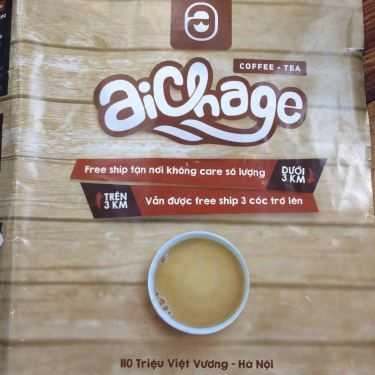 COFFEE - TEA
aichage
Free ship tận nơi không care số lượng
DƯỚI
3 KM
TRÊN
3 KM
Vẫn được free ship 3 cốc trở lên
110 Triệu Việt Vương - Hà Nội